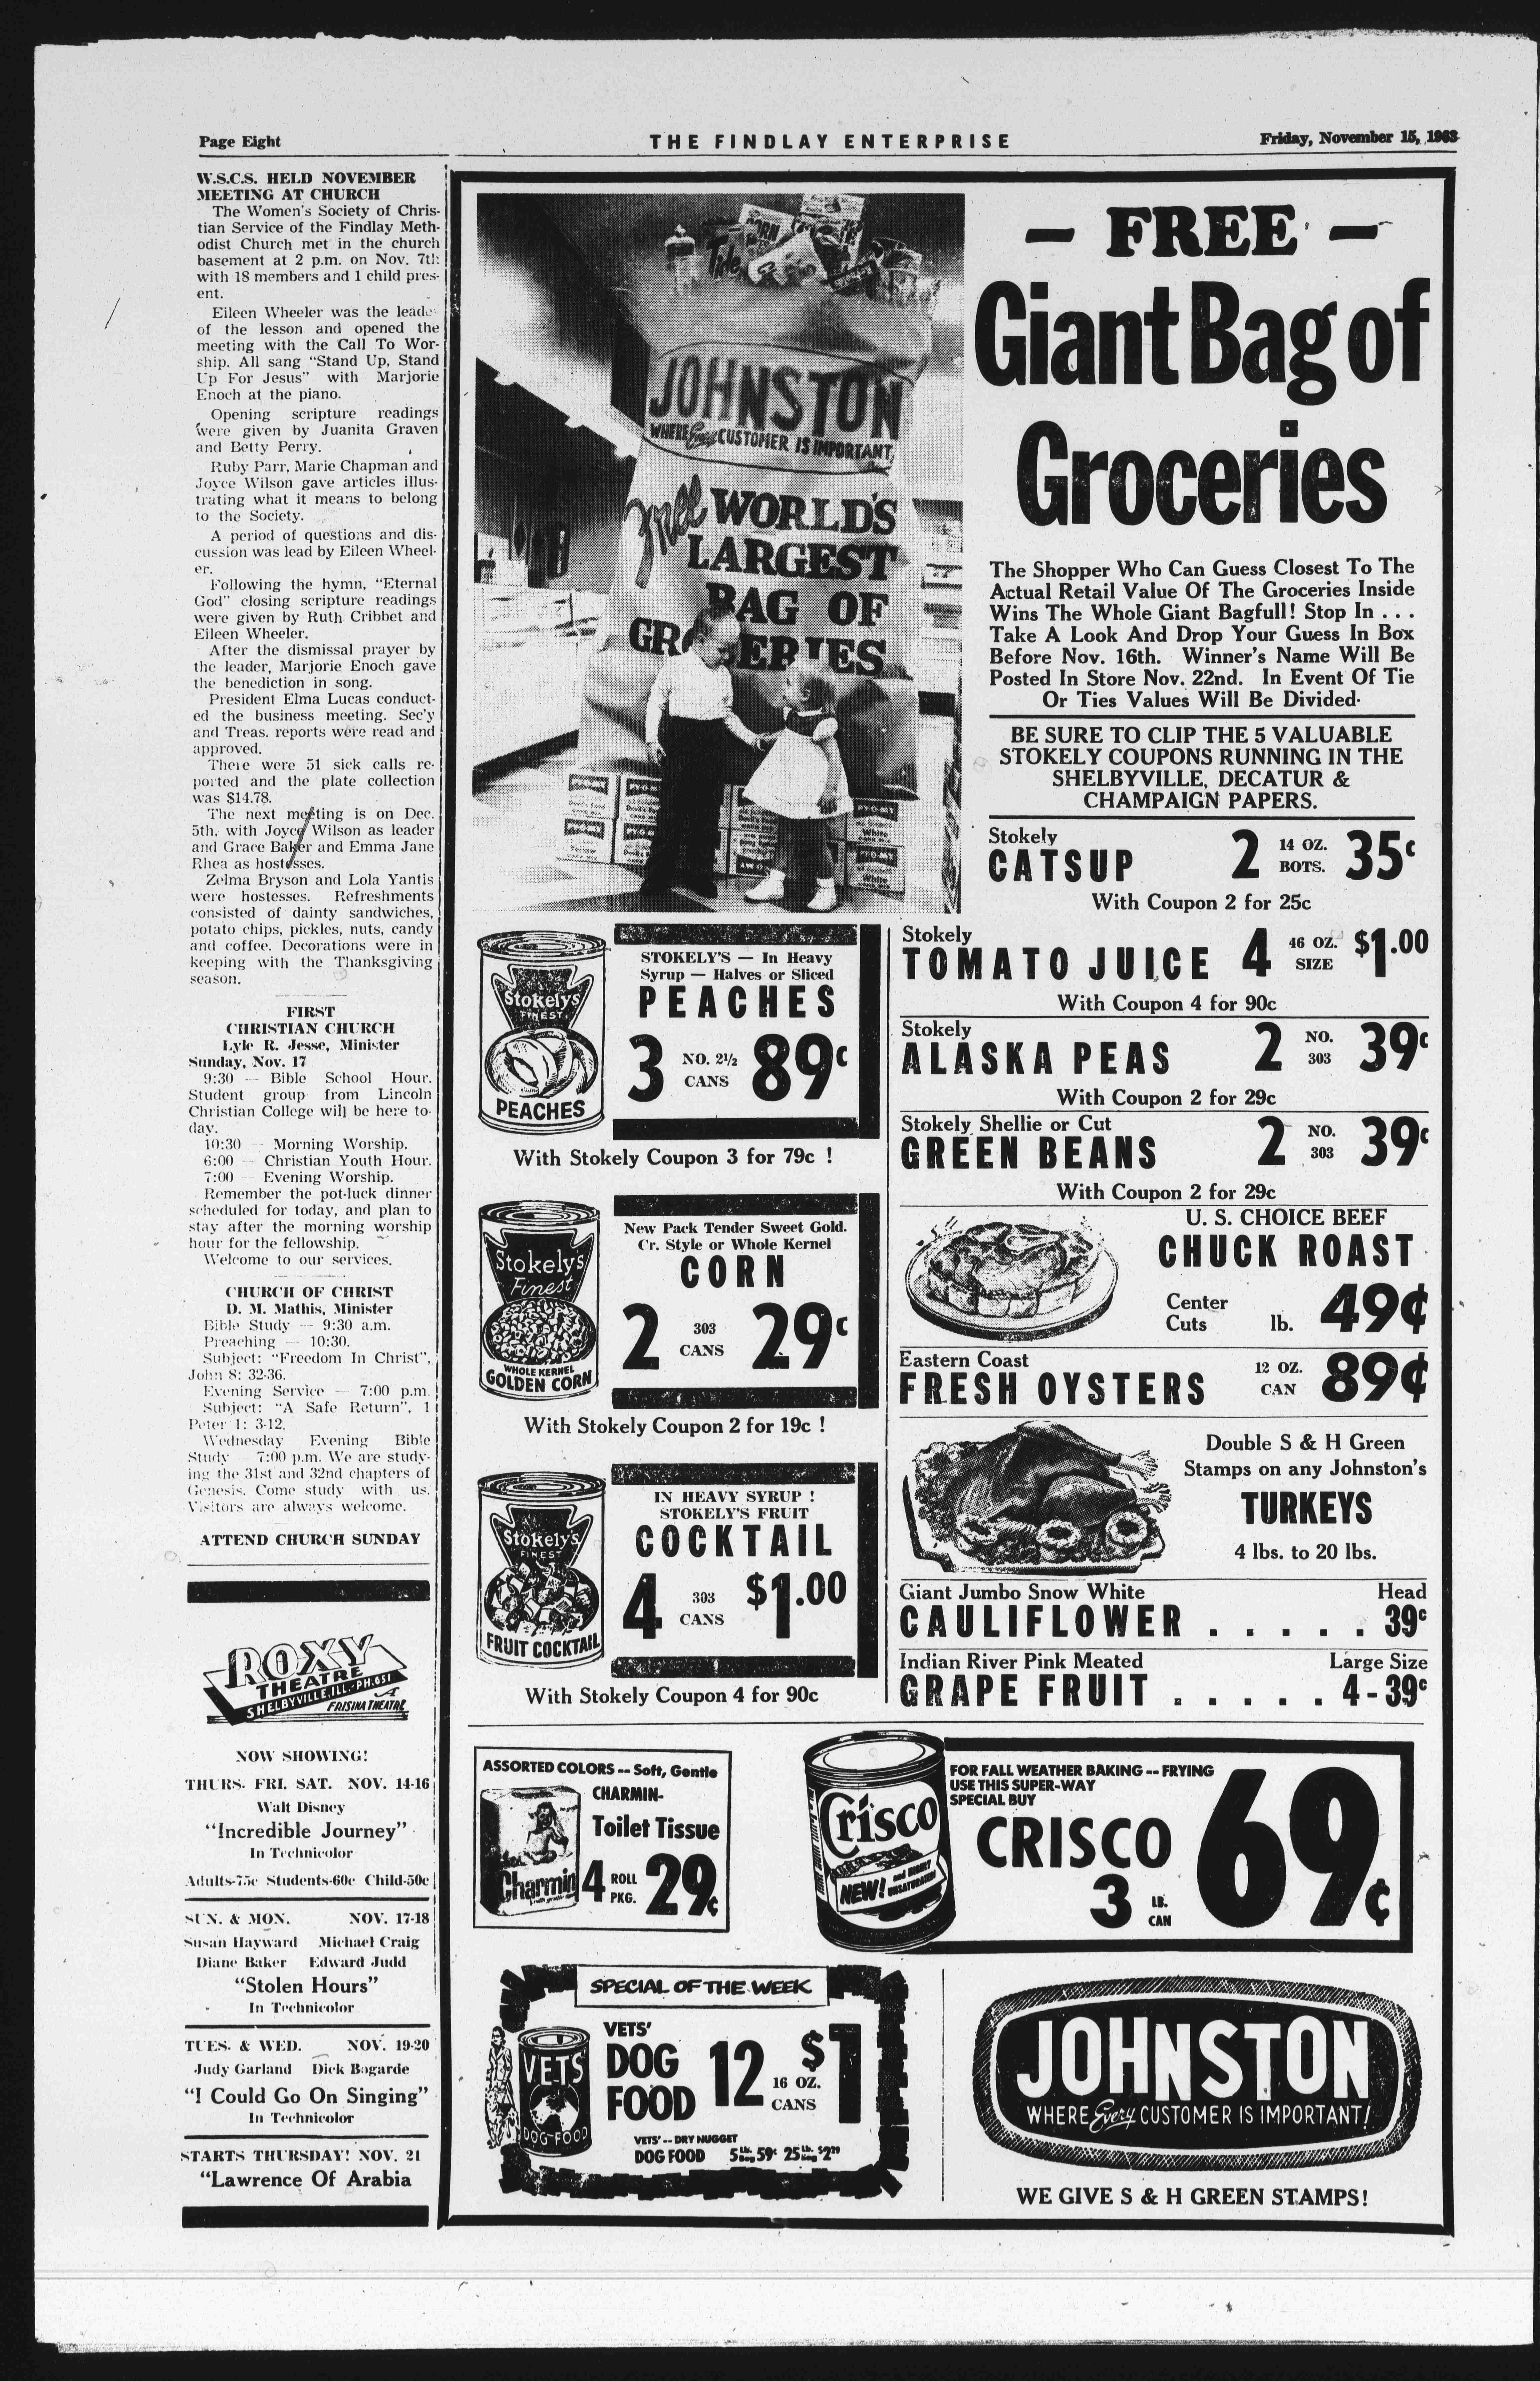 Page Eight
THE FINDLAY ENTERPRISE
Friday, November 15, 1963
W.S.C.S. HELD NOVEMBER
MEETING AT CHURCH
The Women's Society of Chris-
tian Service of the Findlay Meth-
odist Church met in the church
basement at 2 p.m. on Nov. 7th
with 18 members and 1 child pres-
ent.
Eileen Wheeler was the leade
of the lesson and opened the
meeting with the Call To Wor-
ship. All sang "Stand Up, Stand
Up For Jesus" with Marjorie
Enoch at the piano.
Opening scripture readings
were given by Juanita Graven
and Betty Perry.
Ruby Parr, Marie Chapman and
Joyce Wilson gave articles illus-
trating what it means to belong
to the Society.
A period of questions and dis-
cussion was lead by Eileen Wheel-
er.
Following the hymn, "Eternal
God" closing scripture readings
were given by Ruth Cribbet and
Eileen Wheeler.
After the dismissal prayer by
the leader, Marjorie Enoch gave
the benediction in song.
President Elma Lucas conduct-
ed the business meeting. Sec'y
and Treas. reports were read and
approved.
There were 51 sick calls re-
ported and the plate collection
was $14.78.
The next meeting is on Dec.
5th, with Joyce Wilson as leader
and Grace Baker and Emma Jane
Rhea as hostesses.
Zelma Bryson and Lola Yantis
were hostesses. Refreshments
consisted of dainty sandwiches,
potato chips, pickles, nuts, candy
and coffee. Decorations were in
keeping with the Thanksgiving
season.
FIRST
CHRISTIAN CHURCH
Lyle R. Jesse, Minister
Sunday, Nov. 17
9:30 — Bible School Hour.
Student group from Lincoln
Christian College will be here to-
day.
10:30 — Morning Worship.
6:00 — Christian Youth Hour.
7:00 Evening Worship.
Remember the pot-luck dinner
scheduled for today, and plan to
stay after the morning worship
hour for the fellowship.
Welcome to our services.
CHURCH OF CHRIST
D. M. Mathis, Minister
Bible Study — 9:30 a.m.
Preaching — 10:30.
Subject: "Freedom In Christ",
John 8: 32-36.
Evening Service — 7:00 p.m.
Subject: "A Safe Return", 1
Peter 1: 3-12.
Wednesday Evening Bible
Study 7:00 p.m. We are study-
ing the 31st and 32nd chapters of
Genesis. Come study with us.
Visitors are always welcome.
ATTEND CHURCH SUNDAY
ROXY
THEATRE
SHELBYVILLE, ILL. - PH. 051
A
FRISINA THEATRE
NOW SHOWING!
THURS. FRI. SAT. NOV. 14-16
Walt Disney
"Incredible Journey"
In Technicolor
Adults-75c Students-60c Child-50c
SUN. & MON. NOV. 17-18
Susan Hayward Michael Craig
Diane Baker Edward Judd
"Stolen Hours"
In Technicolor
TUES. & WED. NOV. 19-20
Judy Garland Dick Bogarde
"I Could Go On Singing"
In Technicolor
STARTS THURSDAY! NOV. 21
"Lawrence Of Arabia
Tide
CORN
JOHNSTON
WHERE Every CUSTOMER IS IMPORTANT,
Free WORLD'S
LARGEST
BAG OF
GROCERIES
PY-O-MY
White
— FREE —
Giant Bag of
Groceries
The Shopper Who Can Guess Closest To The
Actual Retail Value Of The Groceries Inside
Wins The Whole Giant Bagfull! Stop In . . .
Take A Look And Drop Your Guess In Box
Before Nov. 16th. Winner's Name Will Be
Posted In Store Nov. 22nd. In Event Of Tie
Or Ties Values Will Be Divided.
BE SURE TO CLIP THE 5 VALUABLE
STOKELY COUPONS RUNNING IN THE
SHELBYVILLE, DECATUR &
CHAMPAIGN PAPERS.
Stokely
CATSUP 2 14 OZ. BOTS. 35c
With Coupon 2 for 25c
Stokely's
FINEST
PEACHES
STOKELY'S — In Heavy
Syrup — Halves or Sliced
PEACHES
3 NO. 2½ CANS 89c
With Stokely Coupon 3 for 79c !
Stokely's
Finest
WHOLE KERNEL
GOLDEN CORN
New Pack Tender Sweet Gold.
Cr. Style or Whole Kernel
CORN
2 303 CANS 29c
With Stokely Coupon 2 for 19c !
Stokely's
FINEST
FRUIT COCKTAIL
IN HEAVY SYRUP !
STOKELY'S FRUIT
COCKTAIL
4 303 CANS $1.00
With Stokely Coupon 4 for 90c
Stokely
TOMATO JUICE 4 46 OZ. SIZE $1.00
With Coupon 4 for 90c
Stokely
ALASKA PEAS 2 NO. 303 39c
With Coupon 2 for 29c
Stokely Shellie or Cut
GREEN BEANS 2 NO. 303 39c
With Coupon 2 for 29c
U. S. CHOICE BEEF
CHUCK ROAST
Center
Cuts lb. 49¢
Eastern Coast
FRESH OYSTERS 12 OZ. CAN 89¢
Double S & H Green
Stamps on any Johnston's
TURKEYS
4 lbs. to 20 lbs.
Giant Jumbo Snow White Head
CAULIFLOWER . . . . . . 39c
Indian River Pink Meated Large Size
GRAPE FRUIT . . . . . . 4-39c
ASSORTED COLORS -- Soft, Gentle
CHARMIN-
Toilet Tissue
Charmin
4 ROLL PKG. 29c
Crisco
NEW! and HIGHLY UNSATURATED
FOR FALL WEATHER BAKING -- FRYING
USE THIS SUPER-WAY
SPECIAL BUY
CRISCO
3 LB. CAN 69¢
SPECIAL OF THE WEEK
VETS
DOG-FOOD
VETS'
DOG
FOOD
12 16 OZ. CANS $1
VETS' -- DRY NUGGET
DOG FOOD 5 Lb. Bag 59c 25 Lb. Bag $2.29
JOHNSTON
WHERE Every CUSTOMER IS IMPORTANT!
WE GIVE S & H GREEN STAMPS!